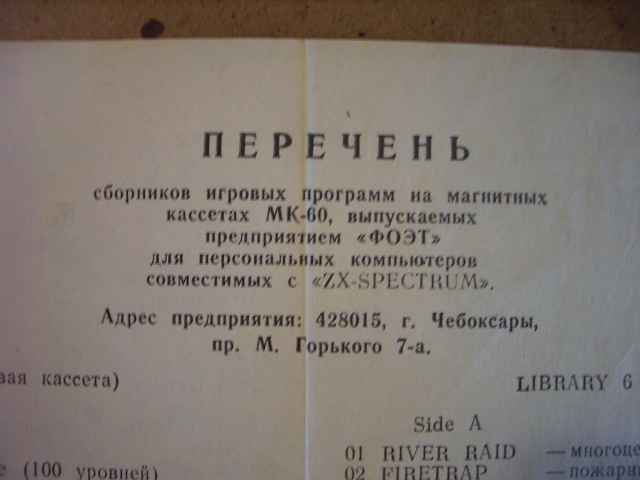 ПЕРЕЧЕНЬ
сборников игровых программ на магнитных
кассетах МК-60, выпускаемых
предприятием «ФОЭТ»
для персональных компьютеров
совместимых с «ZX-SPECTRUM».
Адрес предприятия: 428015, г. Чебоксары,
пр. М. Горького 7-а.
кассета)
LIBRARY 6
Side A
01 RIVER RAID —
02 FIRETRAP —
(100 уровней)